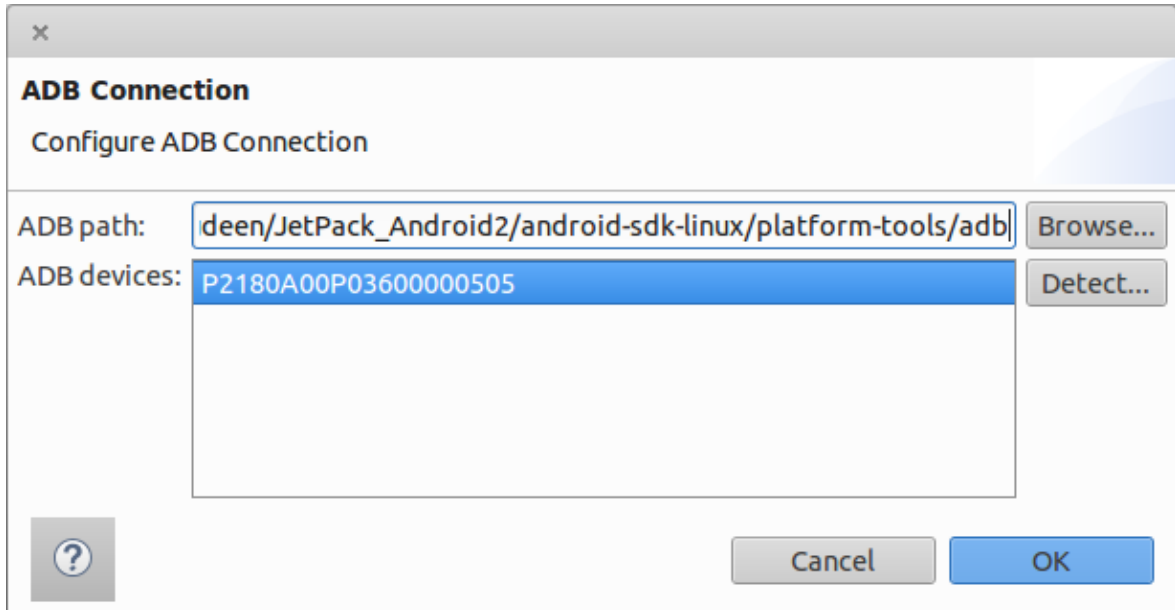 ADB Connection
Configure ADB Connection
ADB path: deen/JetPack_Android2/android-sdk-linux/platform-tools/adb Browse...
ADB devices: P2180A00P03600000505 Detect...
? Cancel OK